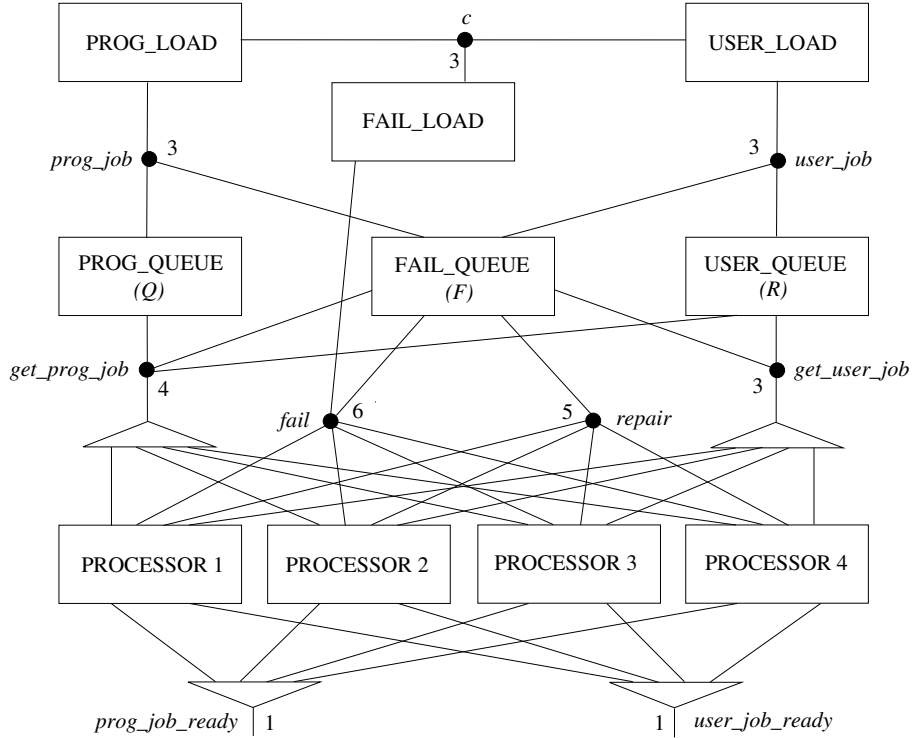 c
PROG_LOAD
USER_LOAD
3
FAIL_LOAD
prog_job
3
3
user_job
PROG_QUEUE
(Q)
FAIL_QUEUE
(F)
USER_QUEUE
(R)
get_prog_job
4
3
get_user_job
fail
6
5
repair
PROCESSOR 1
PROCESSOR 2
PROCESSOR 3
PROCESSOR 4
prog_job_ready
1
1
user_job_ready